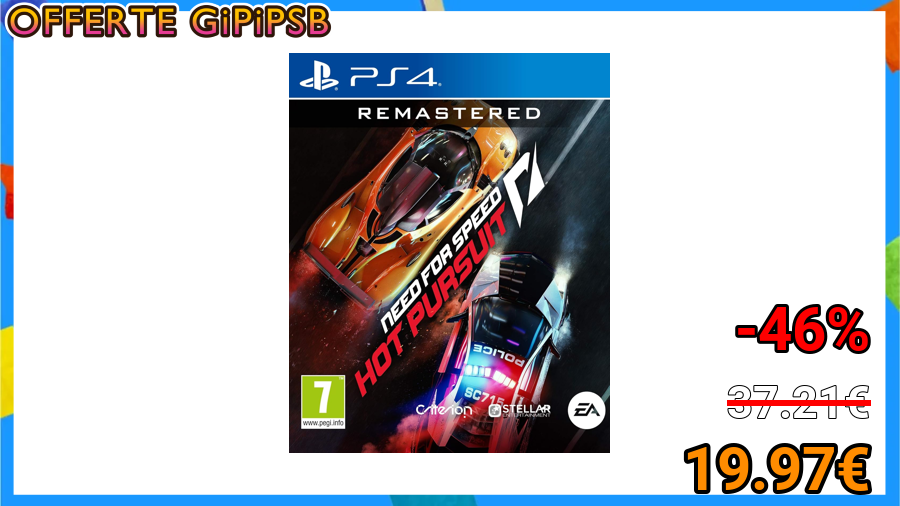 OFFERTE GiPiPSB
PS4
REMASTERED
NEED FOR SPEED
HOT PURSUIT
POLICE
SC715
7
www.pegi.info
criterion
STELLAR
ENTERTAINMENT
EA
-46%
37.21€
19.97€